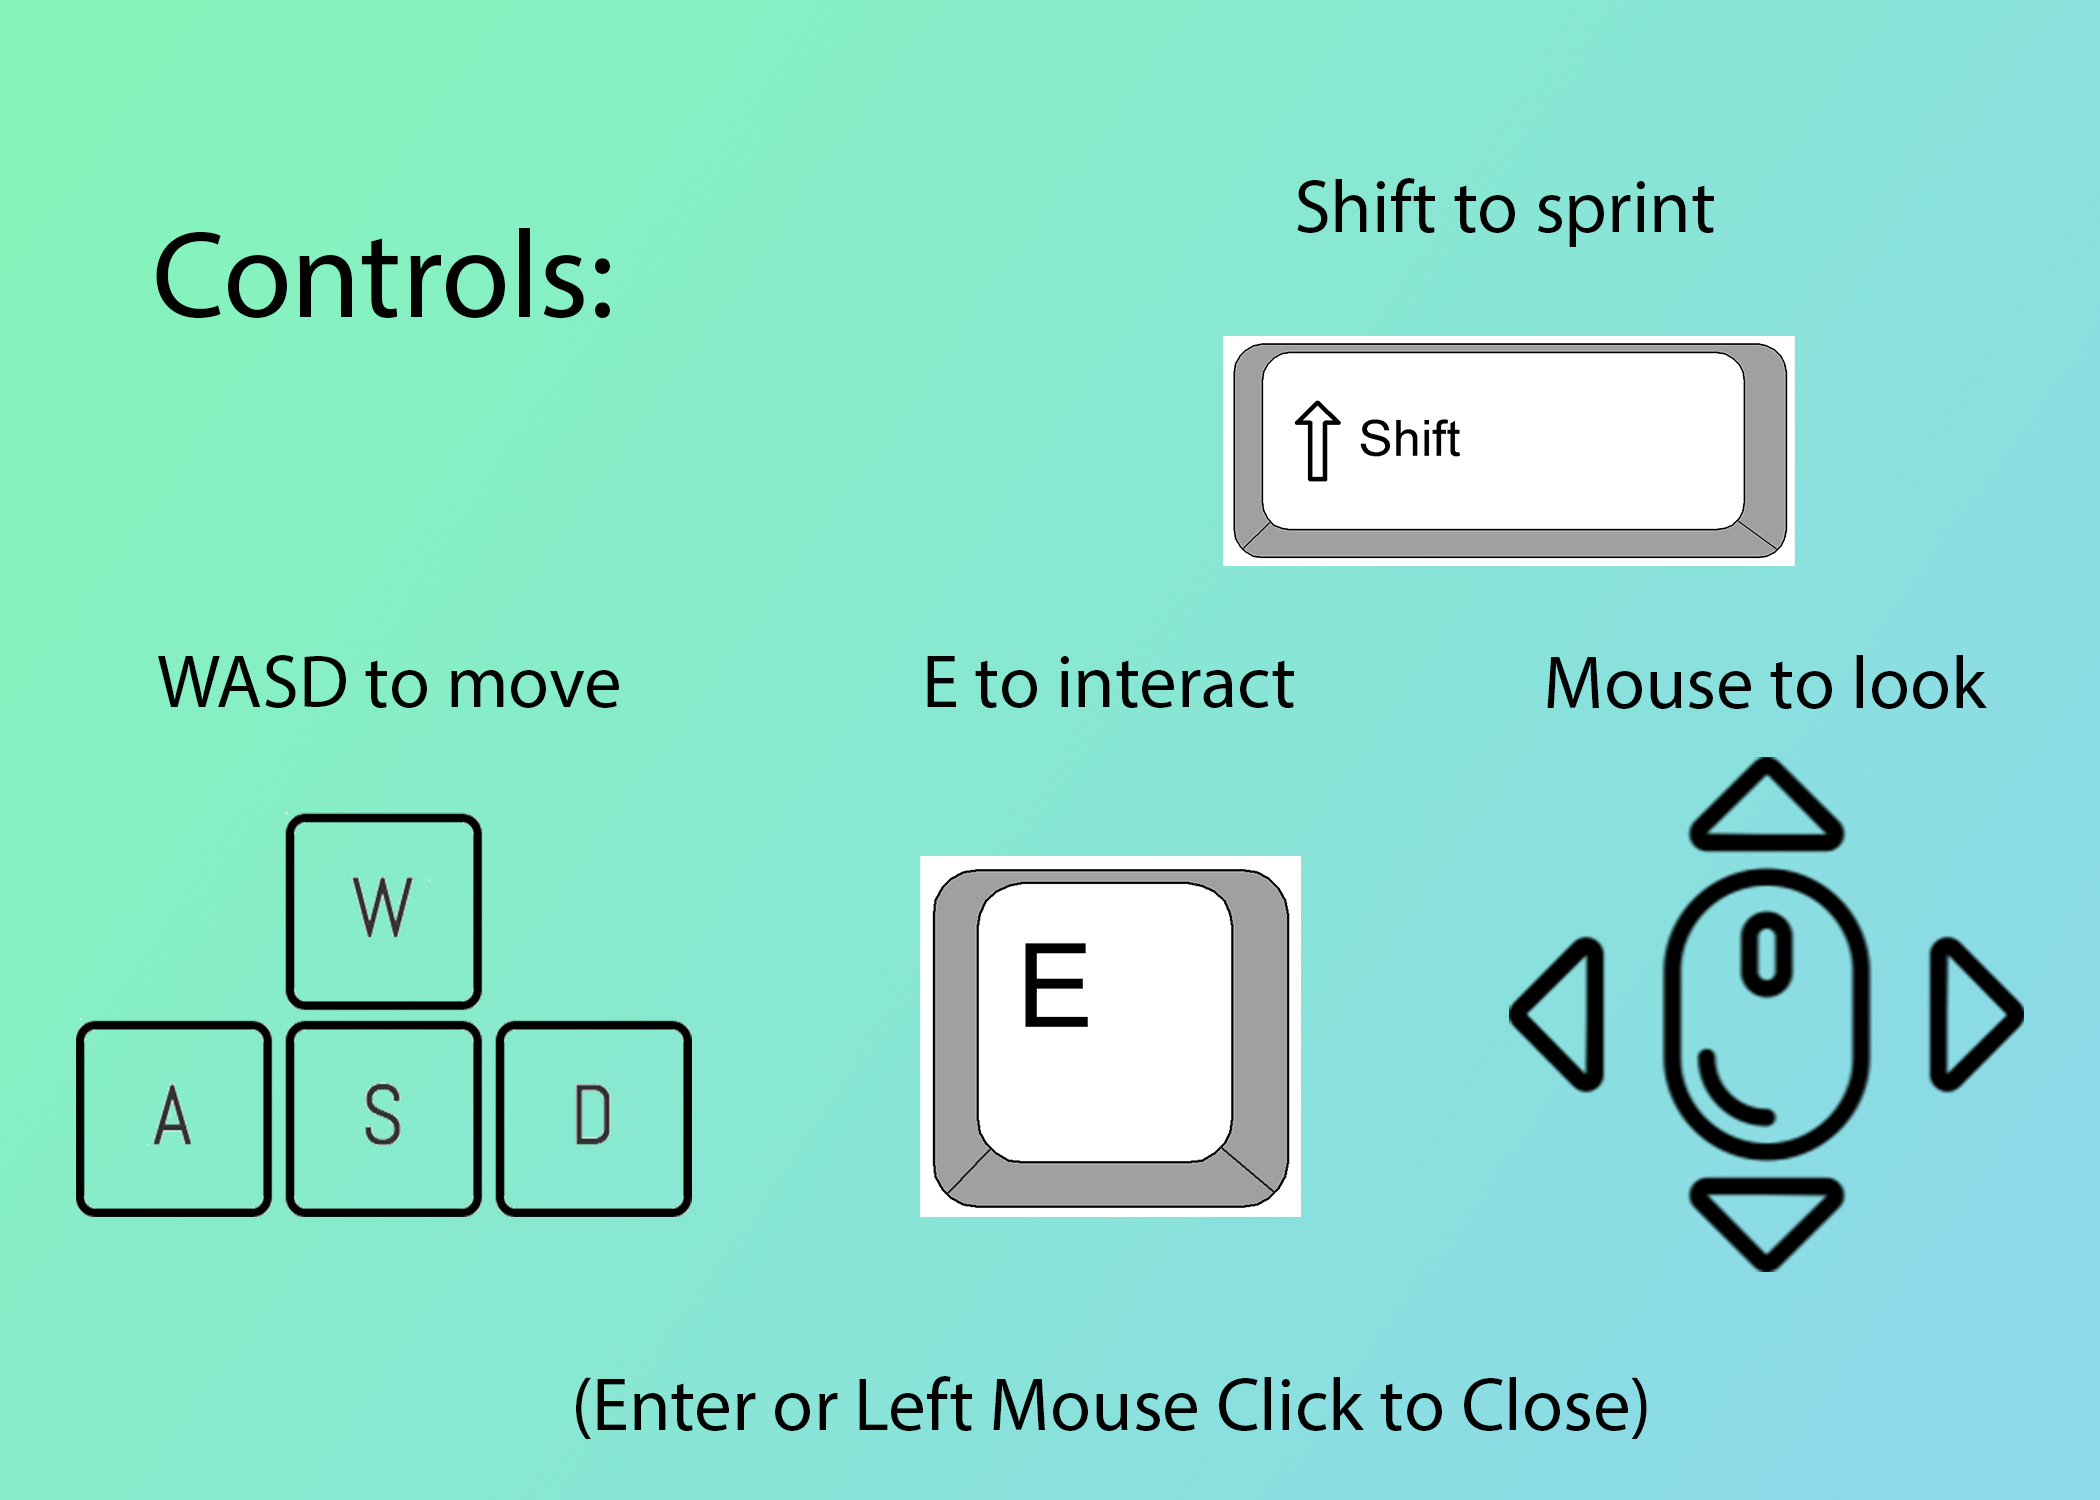 Controls:
Shift to sprint
Shift
WASD to move
E to interact
Mouse to look
W
A S D
E
(Enter or Left Mouse Click to Close)